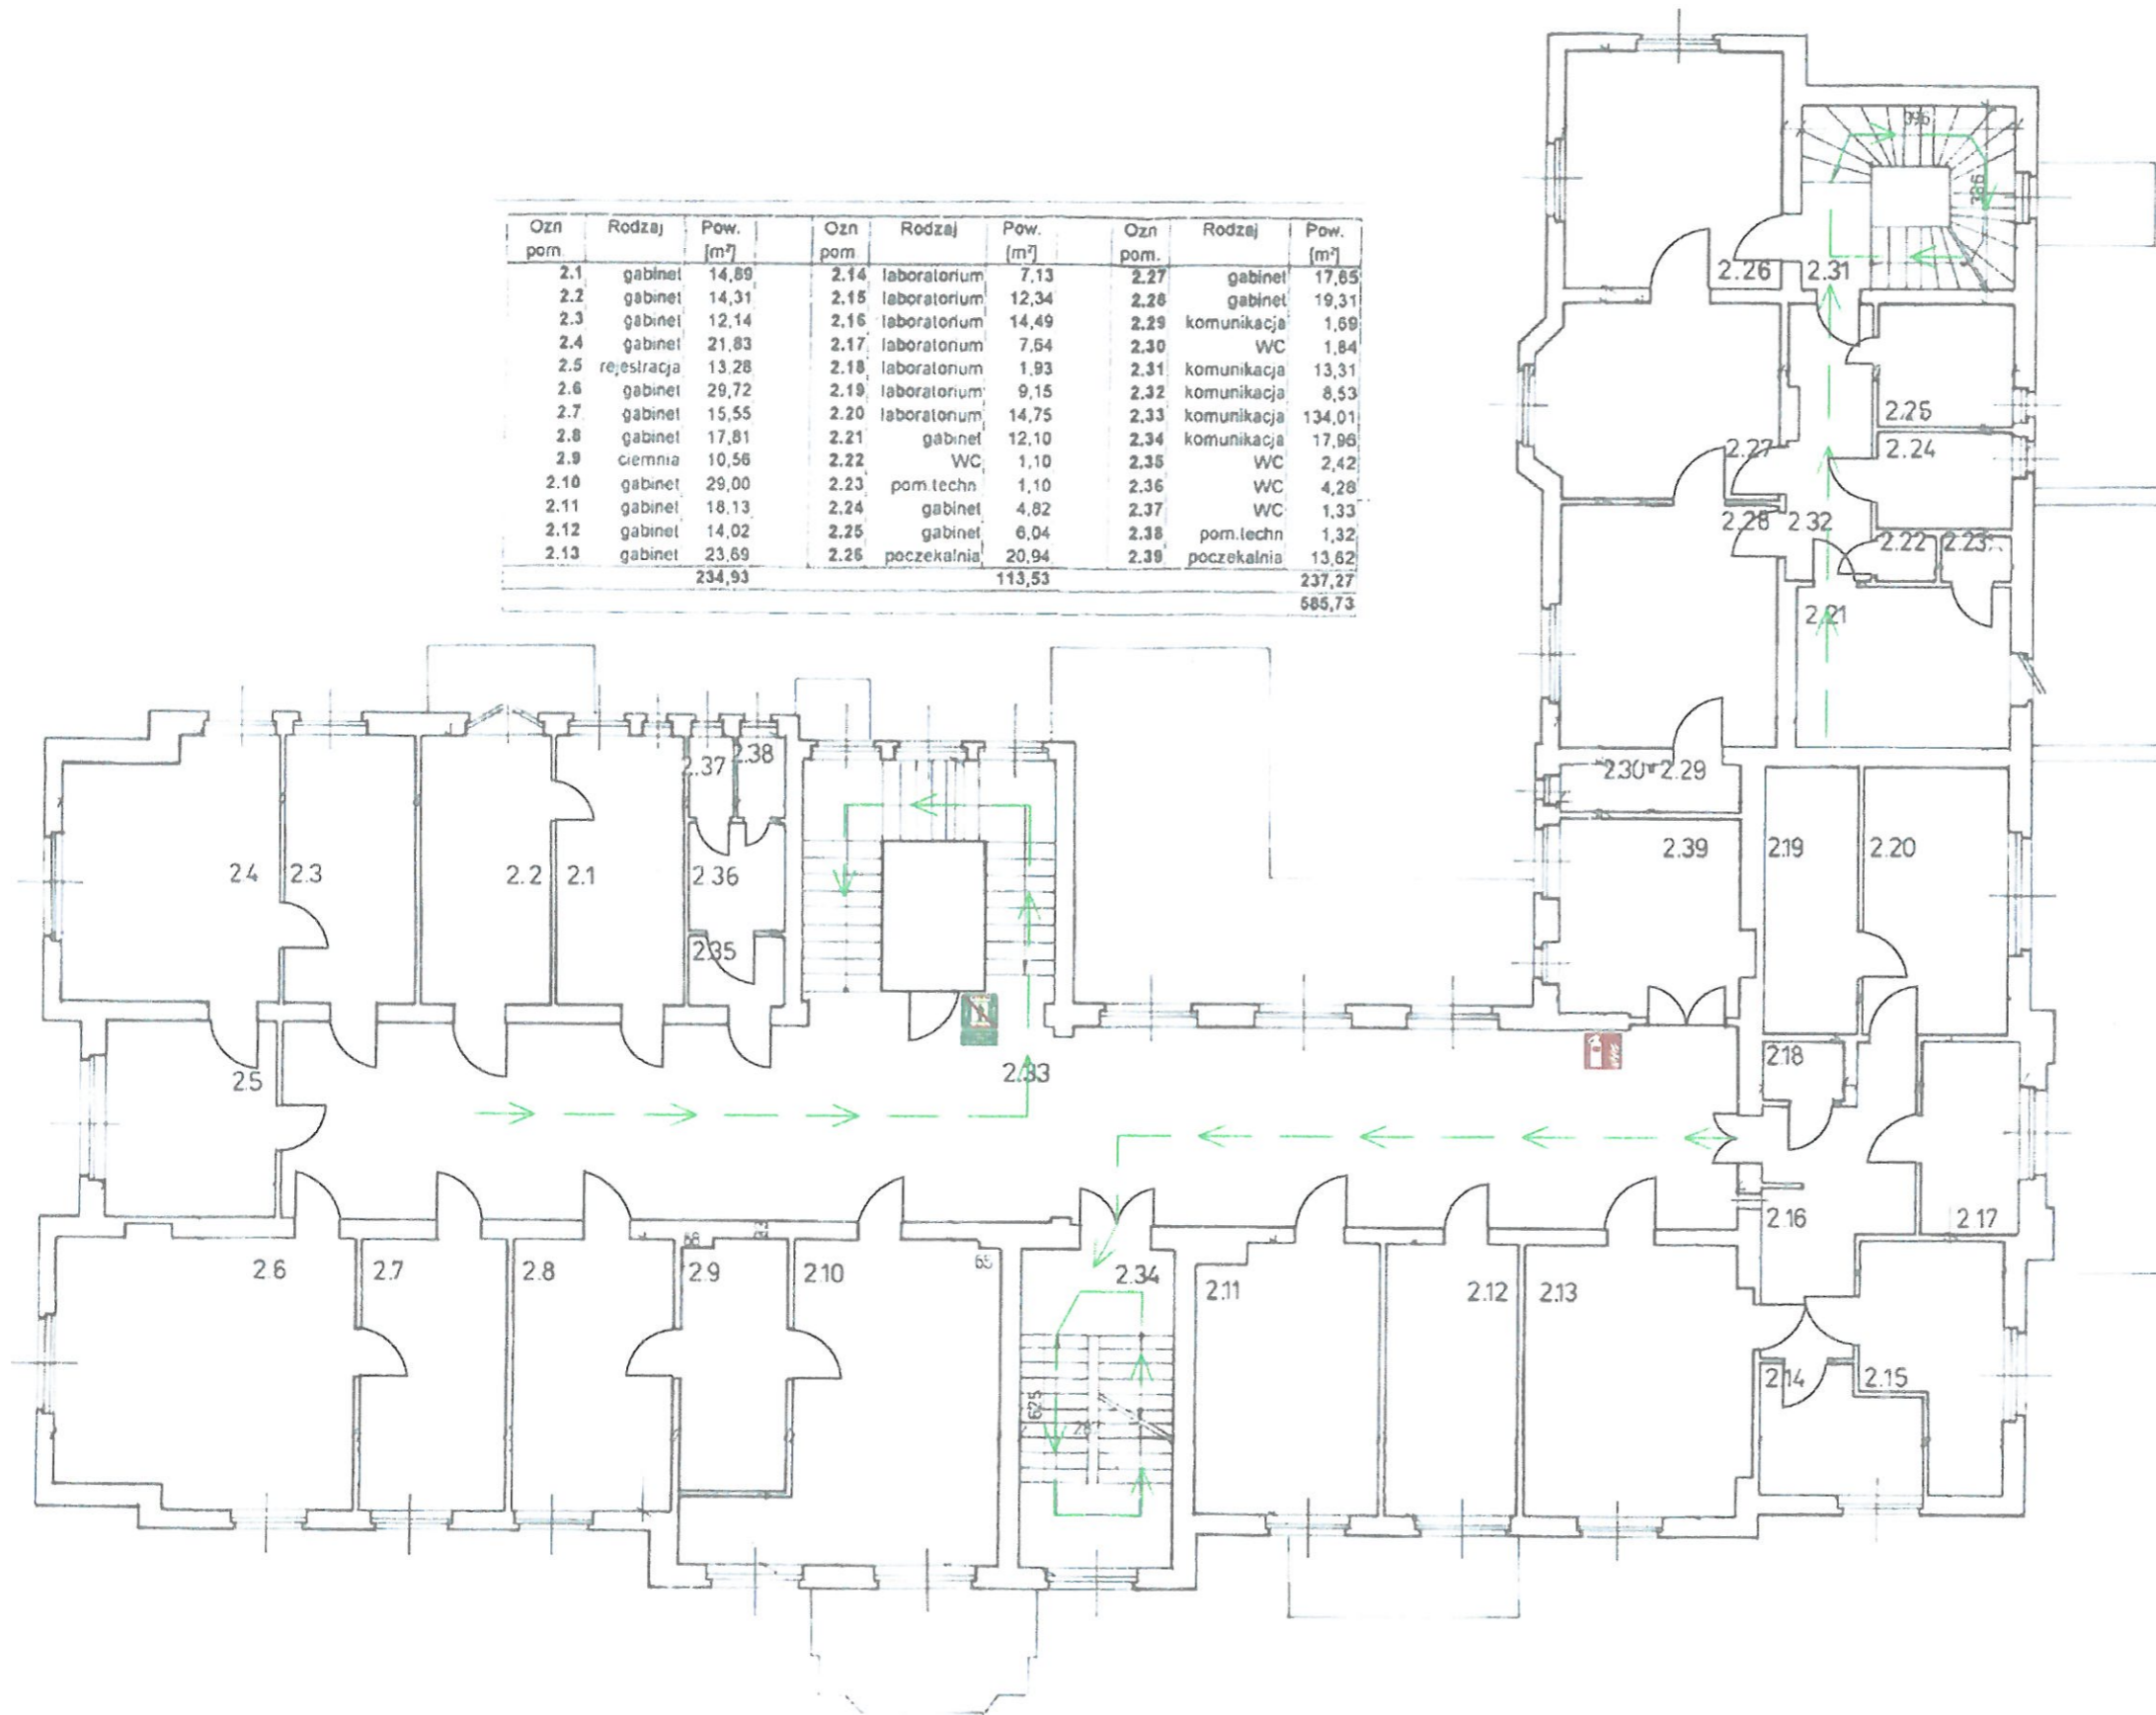 Ozn pom. Rodzaj Pow. [m²] Ozn pom Rodzaj Pow. [m²] Ozn pom. Rodzaj Pow. [m²]
2.1 gabinet 14,89 2.14 laboratorium 7,13 2.27 gabinet 17,65
2.2 gabinet 14,31 2.15 laboratorium 12,34 2.28 gabinet 19,31
2.3 gabinet 12,14 2.16 laboratorium 14,49 2.29 komunikacja 1,69
2.4 gabinet 21,83 2.17 laboratorium 7,64 2.30 WC 1,84
2.5 rejestracja 13,28 2.18 laboratorium 1,93 2.31 komunikacja 13,31
2.6 gabinet 29,72 2.19 laboratorium 9,15 2.32 komunikacja 8,53
2.7 gabinet 15,55 2.20 laboratorium 14,75 2.33 komunikacja 134,01
2.8 gabinet 17,81 2.21 gabinet 12,10 2.34 komunikacja 17,96
2.9 ciemnia 10,56 2.22 WC 1,10 2.35 WC 2,42
2.10 gabinet 29,00 2.23 pom.techn 1,10 2.36 WC 4,28
2.11 gabinet 18,13 2.24 gabinet 4,82 2.37 WC 1,33
2.12 gabinet 14,02 2.25 gabinet 6,04 2.38 pom.techn 1,32
2.13 gabinet 23,69 2.26 poczekalnia 20,94 2.39 poczekalnia 13,62
234,93 113,53 237,27
585,73
396
386
2.26 2.31
2.25
2.27 2.24
2.28 2.32
2.22 2.23
2.21
2.37 2.38
2.30 2.29
2.39 2.19 2.20
2.4 2.3 2.2 2.1 2.36
2.35
2.18
2.5 2.33
2.16 2.17
68
65
2.6 2.7 2.8 2.9 2.10 2.34 2.11 2.12 2.13
2.14 2.15
625